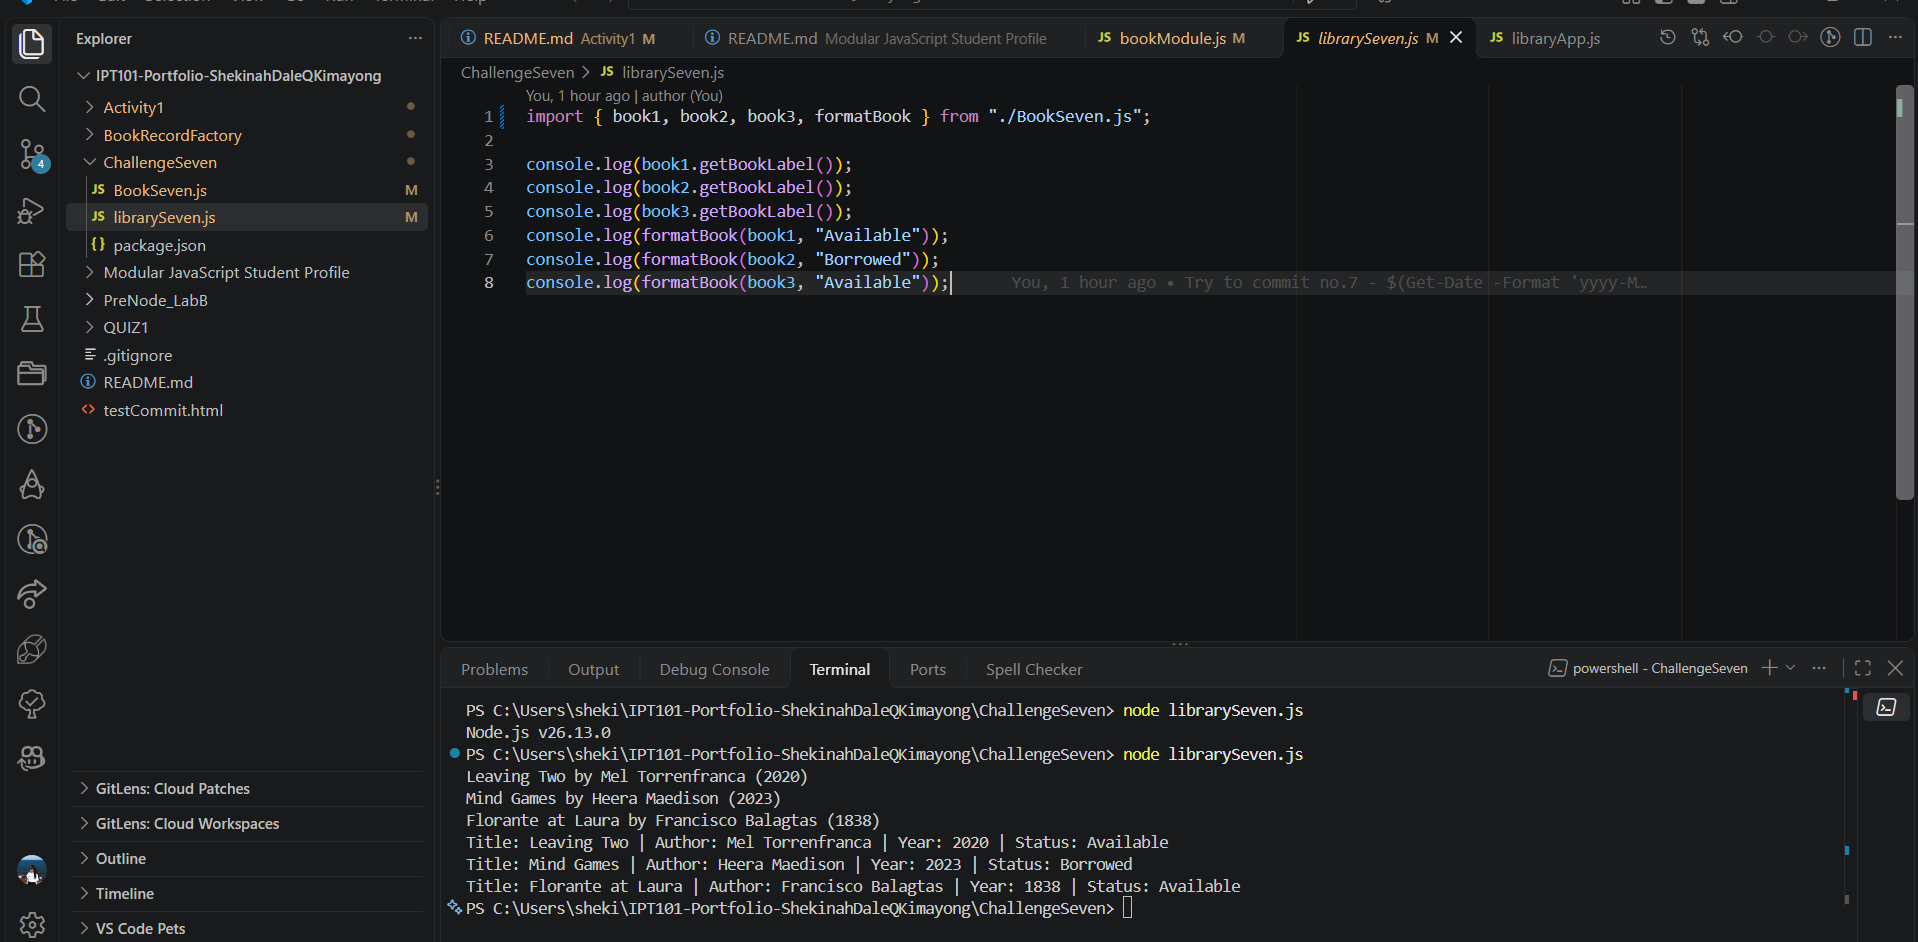 Explorer
IPT101-Portfolio-ShekinahDaleQKimayong
Activity1
BookRecordFactory
ChallengeSeven
JS BookSeven.js M
JS librarySeven.js M
{} package.json
Modular JavaScript Student Profile
PreNode_LabB
QUIZ1
.gitignore
README.md
testCommit.html
GitLens: Cloud Patches
GitLens: Cloud Workspaces
Outline
Timeline
VS Code Pets
4
README.md Activity1 M
README.md Modular JavaScript Student Profile
JS bookModule.js M
JS librarySeven.js M
JS libraryApp.js
ChallengeSeven > JS librarySeven.js
You, 1 hour ago | author (You)
1 import { book1, book2, book3, formatBook } from "./BookSeven.js";
2
3 console.log(book1.getBookLabel());
4 console.log(book2.getBookLabel());
5 console.log(book3.getBookLabel());
6 console.log(formatBook(book1, "Available"));
7 console.log(formatBook(book2, "Borrowed"));
8 console.log(formatBook(book3, "Available")); You, 1 hour ago • Try to commit no.7 - $(Get-Date -Format 'yyyy-M…
Problems Output Debug Console Terminal Ports Spell Checker
powershell - ChallengeSeven
PS C:\Users\sheki\IPT101-Portfolio-ShekinahDaleQKimayong\ChallengeSeven> node librarySeven.js
Node.js v26.13.0
PS C:\Users\sheki\IPT101-Portfolio-ShekinahDaleQKimayong\ChallengeSeven> node librarySeven.js
Leaving Two by Mel Torrenfranca (2020)
Mind Games by Heera Maedison (2023)
Florante at Laura by Francisco Balagtas (1838)
Title: Leaving Two | Author: Mel Torrenfranca | Year: 2020 | Status: Available
Title: Mind Games | Author: Heera Maedison | Year: 2023 | Status: Borrowed
Title: Florante at Laura | Author: Francisco Balagtas | Year: 1838 | Status: Available
PS C:\Users\sheki\IPT101-Portfolio-ShekinahDaleQKimayong\ChallengeSeven>